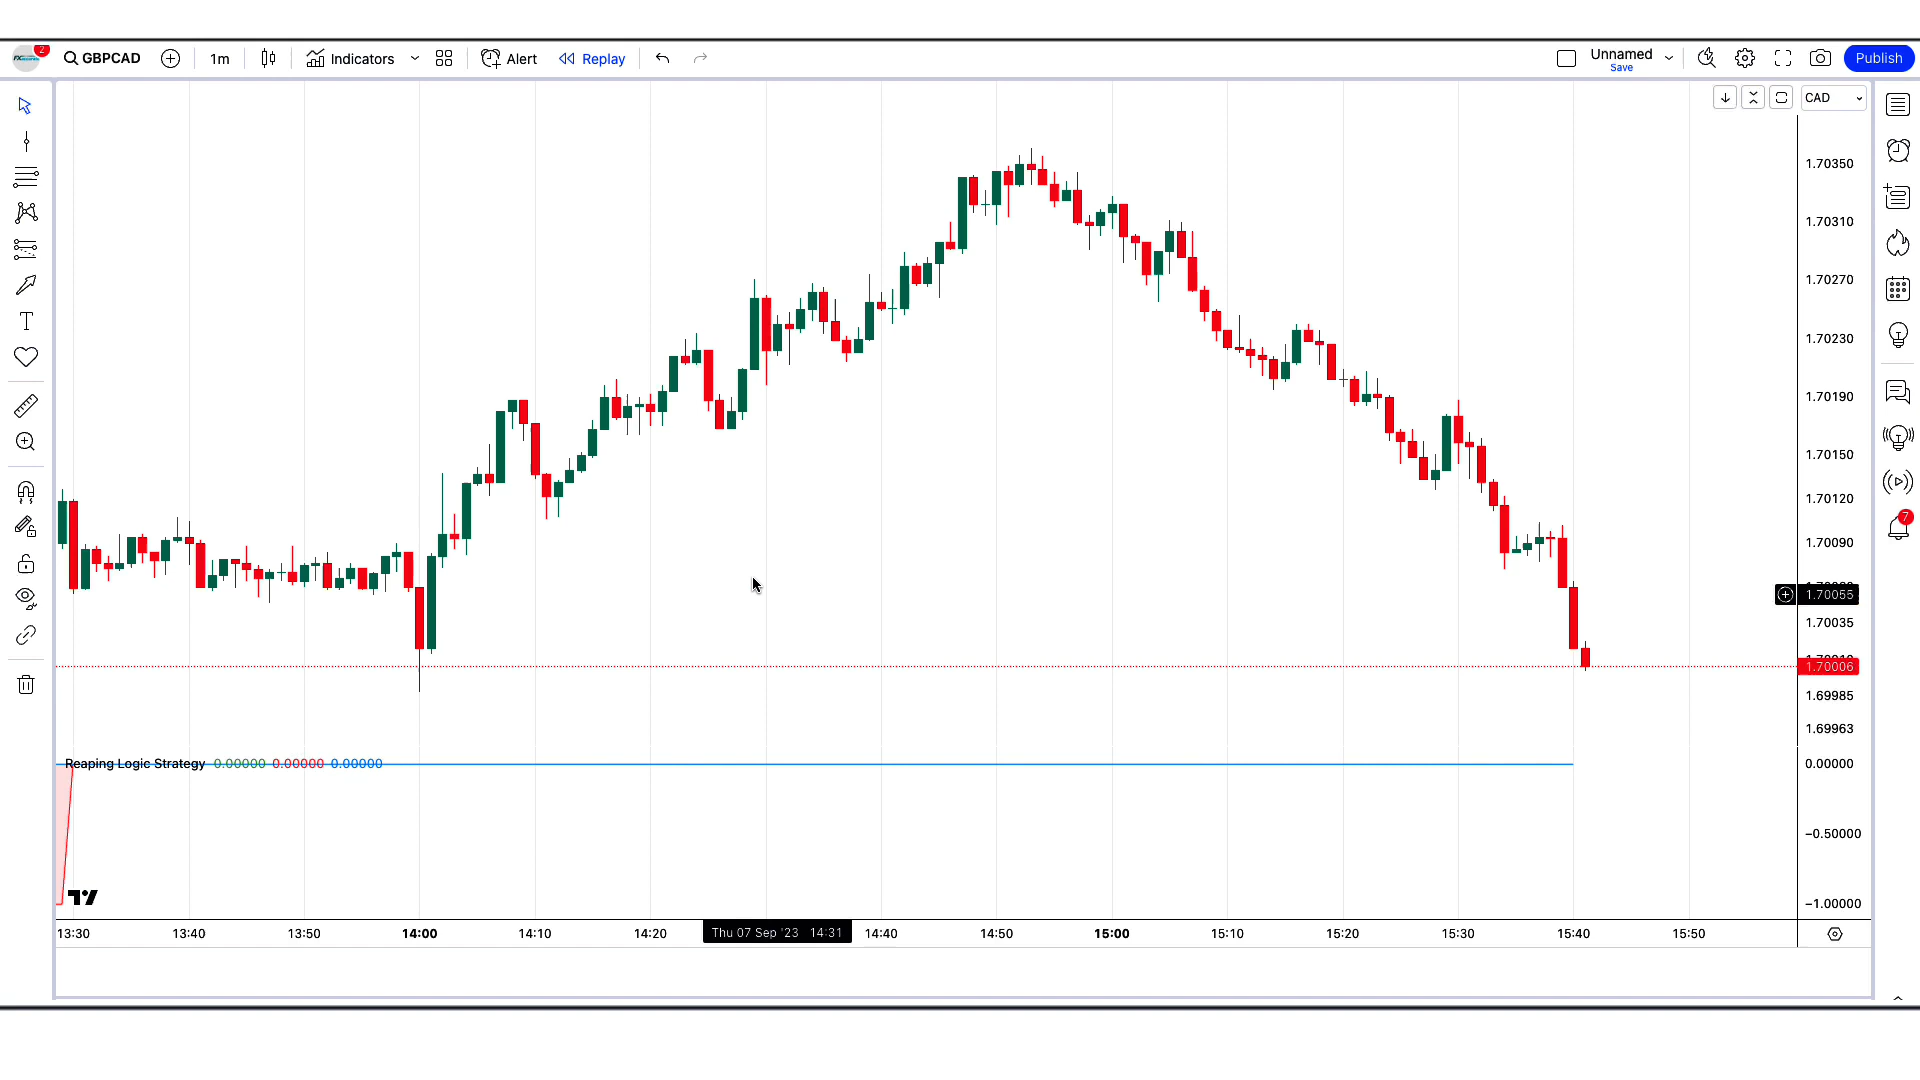 2
GBPCAD
1m
Indicators
Alert
Replay
Unnamed
Save
Publish
CAD
1.70350
1.70310
1.70270
1.70230
1.70190
1.70150
1.70120
1.70090
1.70055
1.70035
1.70006
1.69985
1.69963
7
Reaping Logic Strategy 0.00000 0.00000 0.00000
0.00000
−0.50000
−1.00000
13:30 13:40 13:50 14:00 14:10 14:20 Thu 07 Sep '23 14:31 14:40 14:50 15:00 15:10 15:20 15:30 15:40 15:50